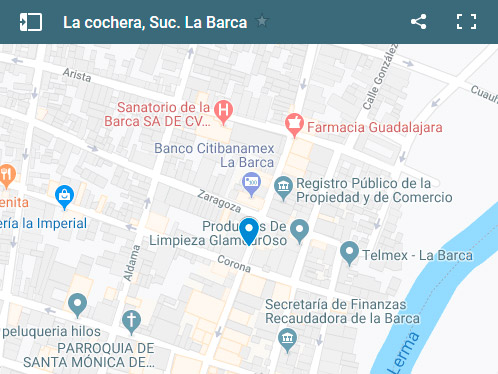 La cochera, Suc. La Barca
Arista
Calle González
Cuauh
Sanatorio de la
Barca SA DE CV...
Farmacia Guadalajara
Banco Citibanamex
La Barca
Registro Público de la
Propiedad y de Comercio
enita
Zaragoza
ería la Imperial
Productos De
Limpieza GlamourOso
Telmex - La Barca
Aldama
Corona
Secretaría de Finanzas
Recaudadora de la Barca
peluqueria hilos
PARROQUIA DE
SANTA MÓNICA DE...
Lerma